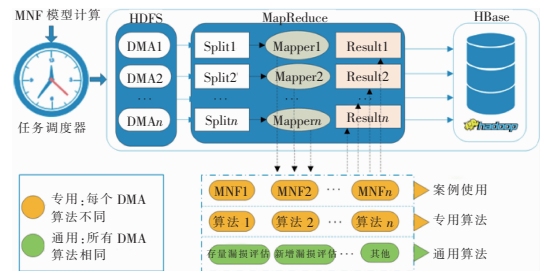 MNF 模型计算
任务调度器
HDFS
MapReduce
HBase
DMA1
Split1
Mapper1
Result1
DMA2
Split2
Mapper2
Result2
...
...
...
...
DMAn
Splitn
Mappern
Resultn
hadoop
专用:每个 DMA
算法不同
通用:所有 DMA
算法相同
MNF1
MNF2
...
MNFn
案例使用
算法 1
算法 2
...
算法 n
专用算法
存量漏损评估
新增漏损评估
...
其他
通用算法